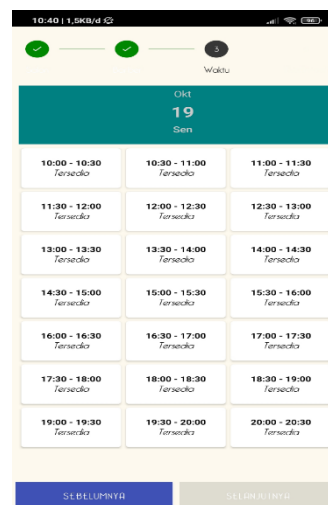 10:40 | 1,5KB/d
3
Waktu
Okt
19
Sen
10:00 - 10:30 10:30 - 11:00 11:00 - 11:30
Tersedia Tersedia Tersedia
11:30 - 12:00 12:00 - 12:30 12:30 - 13:00
Tersedia Tersedia Tersedia
13:00 - 13:30 13:30 - 14:00 14:00 - 14:30
Tersedia Tersedia Tersedia
14:30 - 15:00 15:00 - 15:30 15:30 - 16:00
Tersedia Tersedia Tersedia
16:00 - 16:30 16:30 - 17:00 17:00 - 17:30
Tersedia Tersedia Tersedia
17:30 - 18:00 18:00 - 18:30 18:30 - 19:00
Tersedia Tersedia Tersedia
19:00 - 19:30 19:30 - 20:00 20:00 - 20:30
Tersedia Tersedia Tersedia
SEBELUMNYA SELANJUTNYA